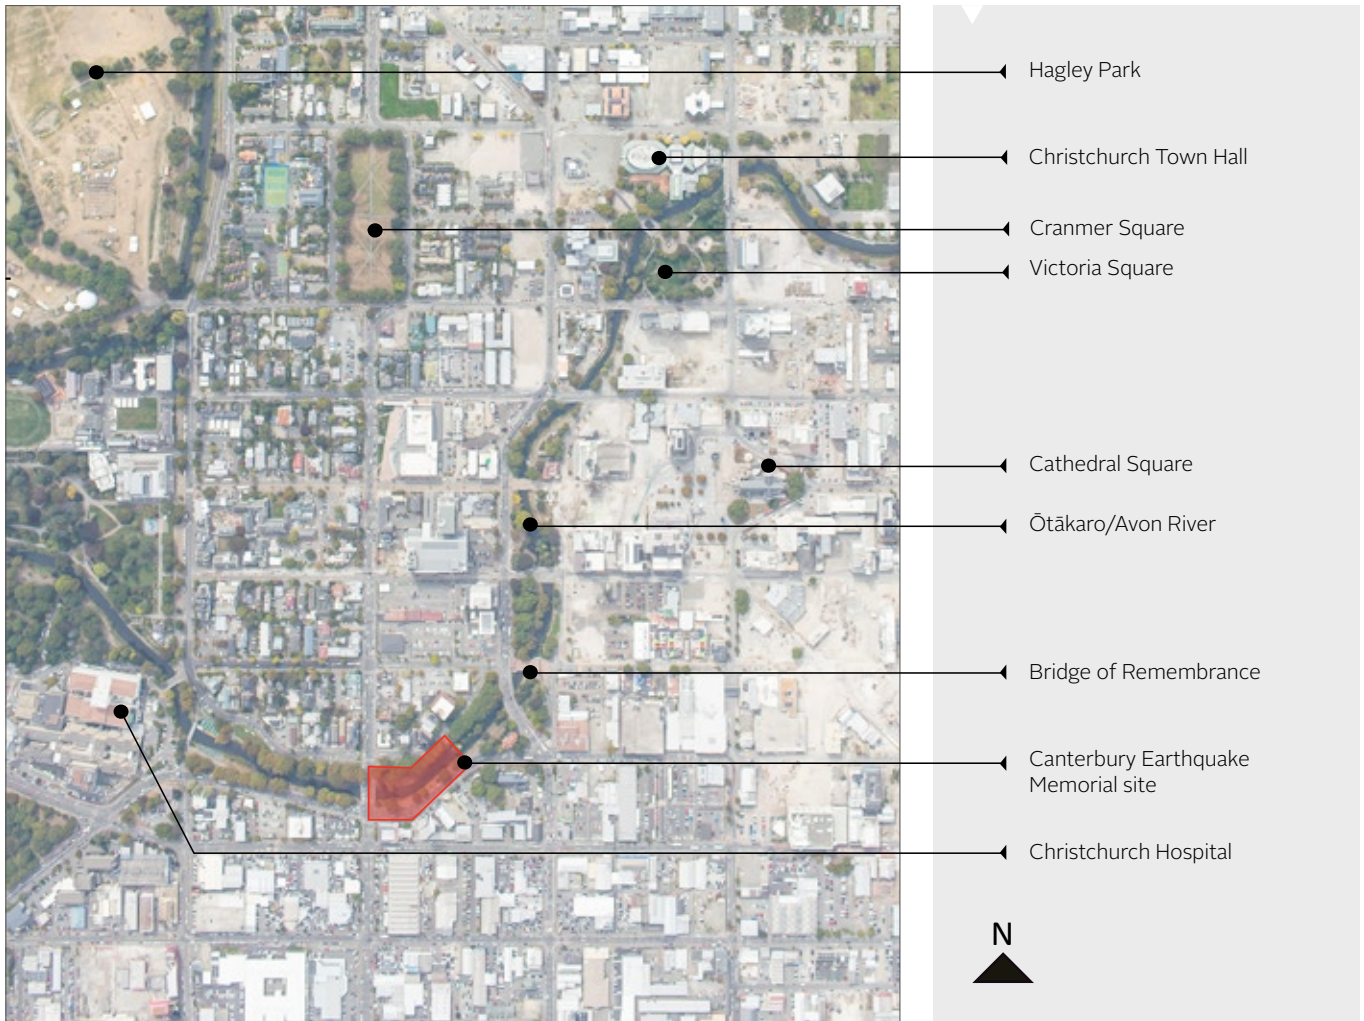 Hagley Park
Christchurch Town Hall
Cranmer Square
Victoria Square
Cathedral Square
Ōtākaro/Avon River
Bridge of Remembrance
Canterbury Earthquake
Memorial site
Christchurch Hospital
N